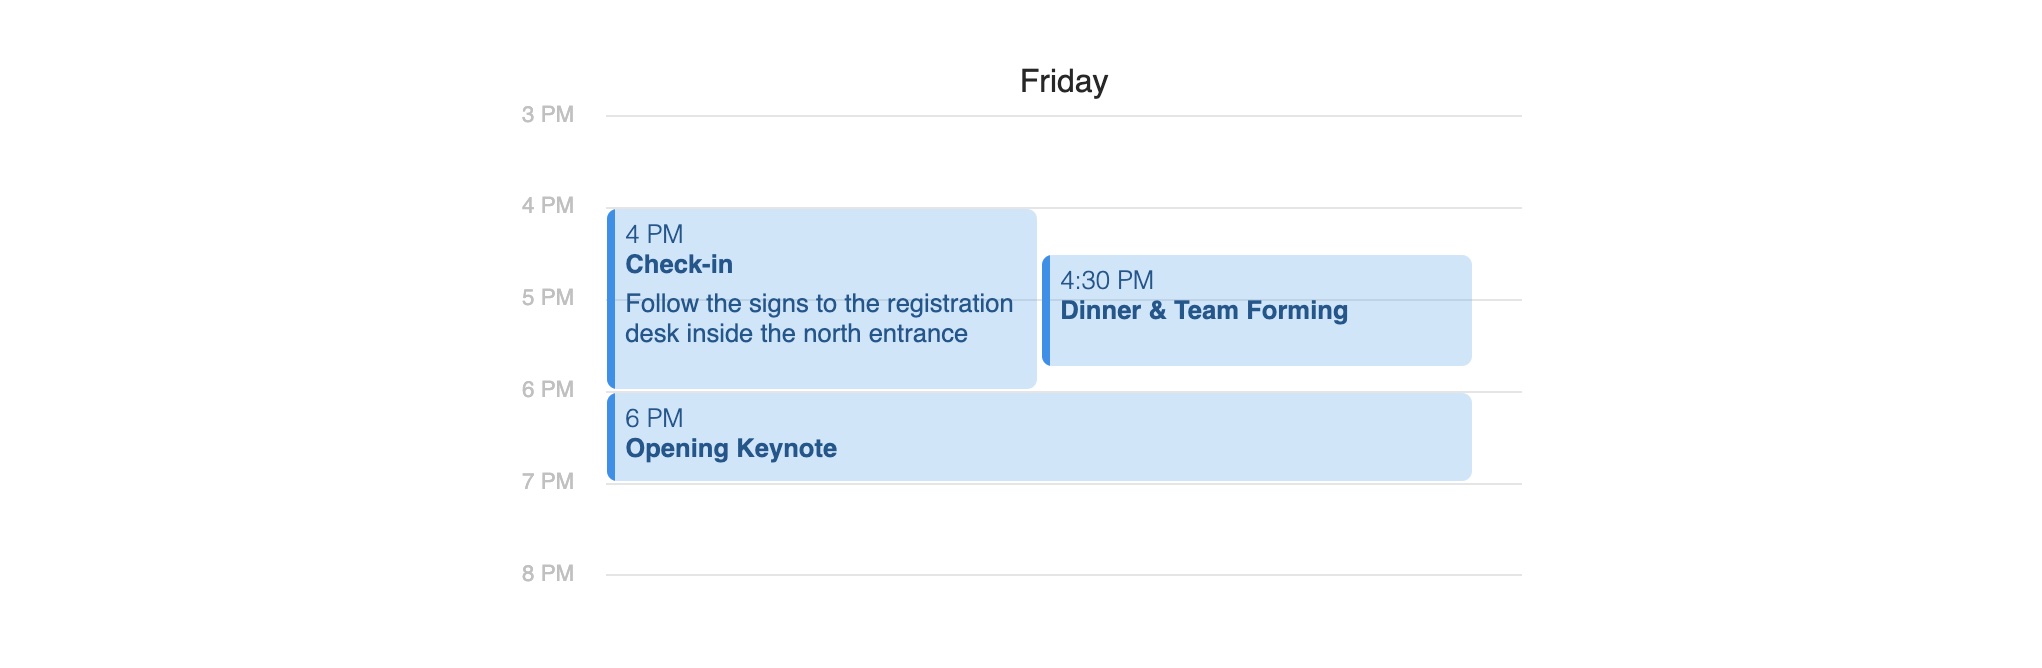 Friday
3 PM
4 PM
4 PM
Check-in
Follow the signs to the registration
desk inside the north entrance
4:30 PM
Dinner & Team Forming
5 PM
6 PM
6 PM
Opening Keynote
7 PM
8 PM